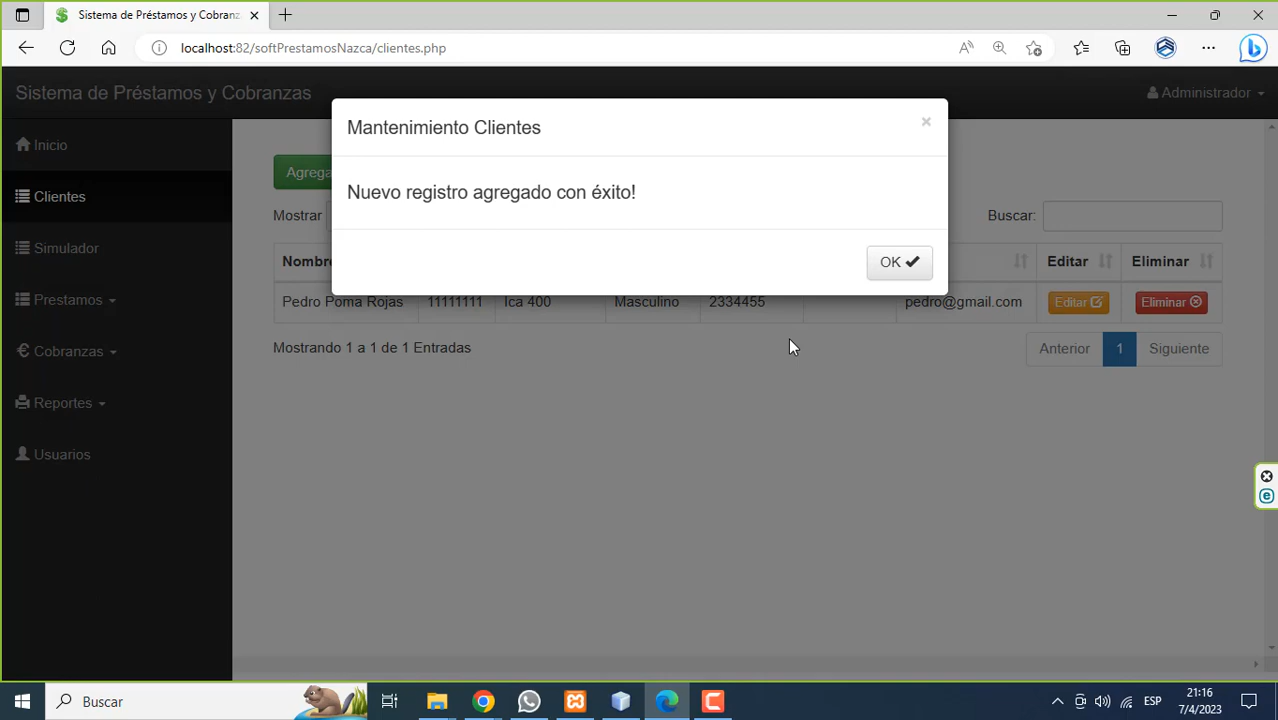 Sistema de Préstamos y Cobranz
localhost:82/softPrestamosNazca/clientes.php
Sistema de Préstamos y Cobranzas
Administrador
Mantenimiento Clientes
×
Nuevo registro agregado con éxito!
OK
Inicio
Clientes
Simulador
Prestamos
Cobranzas
Reportes
Usuarios
Agrega
Mostrar
Buscar:
Nombre
Editar
Eliminar
Pedro Poma Rojas 11111111 Ica 400 Masculino 2334455 pedro@gmail.com Editar Eliminar
Mostrando 1 a 1 de 1 Entradas
Anterior 1 Siguiente
Buscar
ESP
21:16
7/4/2023